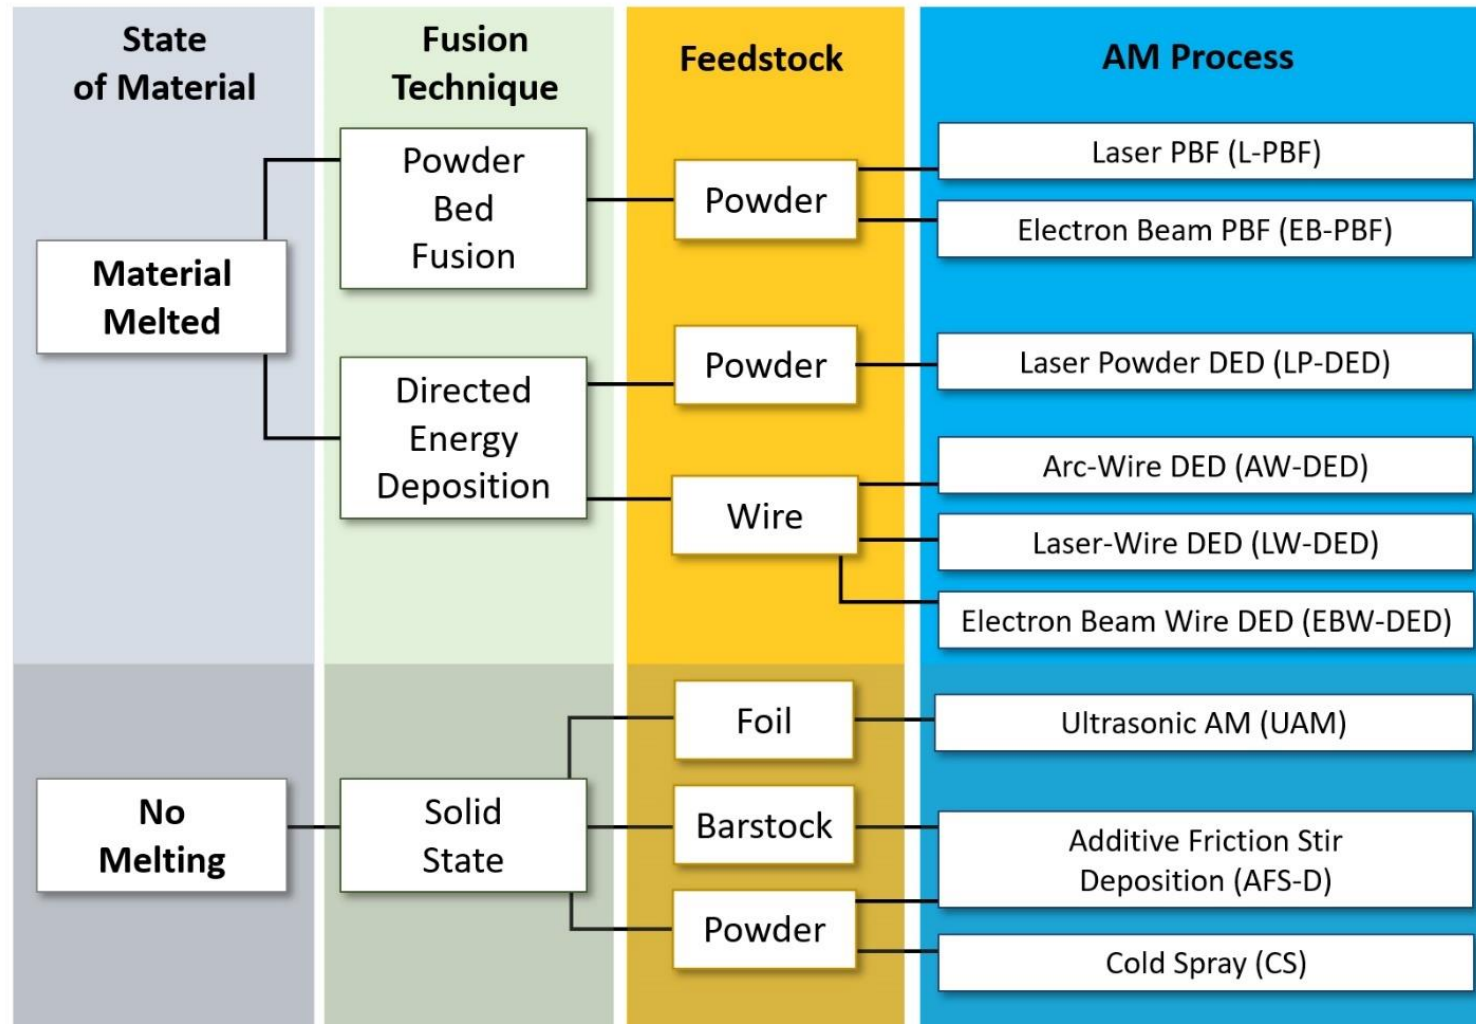 State
of Material
Fusion
Technique
Feedstock
AM Process
Material
Melted
Powder
Bed
Fusion
Powder
Laser PBF (L-PBF)
Electron Beam PBF (EB-PBF)
Directed
Energy
Deposition
Powder
Laser Powder DED (LP-DED)
Wire
Arc-Wire DED (AW-DED)
Laser-Wire DED (LW-DED)
Electron Beam Wire DED (EBW-DED)
No
Melting
Solid
State
Foil
Ultrasonic AM (UAM)
Barstock
Additive Friction Stir
Deposition (AFS-D)
Powder
Cold Spray (CS)